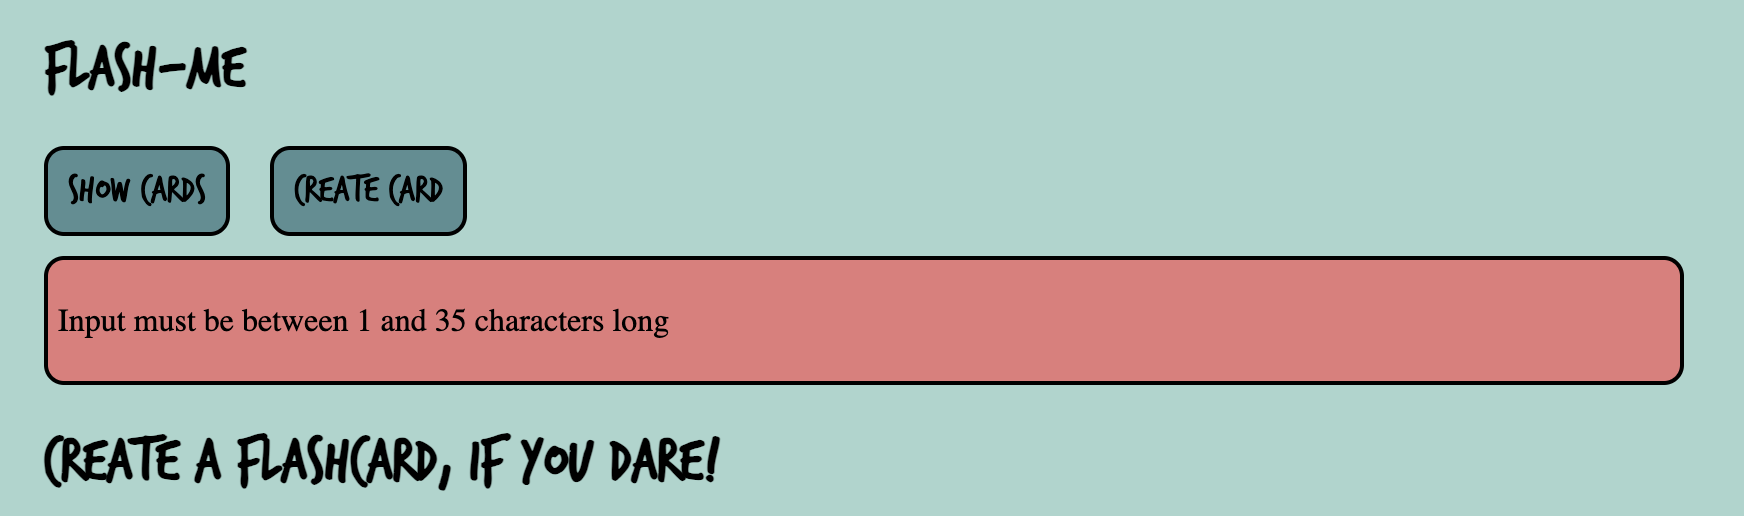 FLASH-ME
SHOW CARDS
CREATE CARD
Input must be between 1 and 35 characters long
CREATE A FLASHCARD, IF YOU DARE!